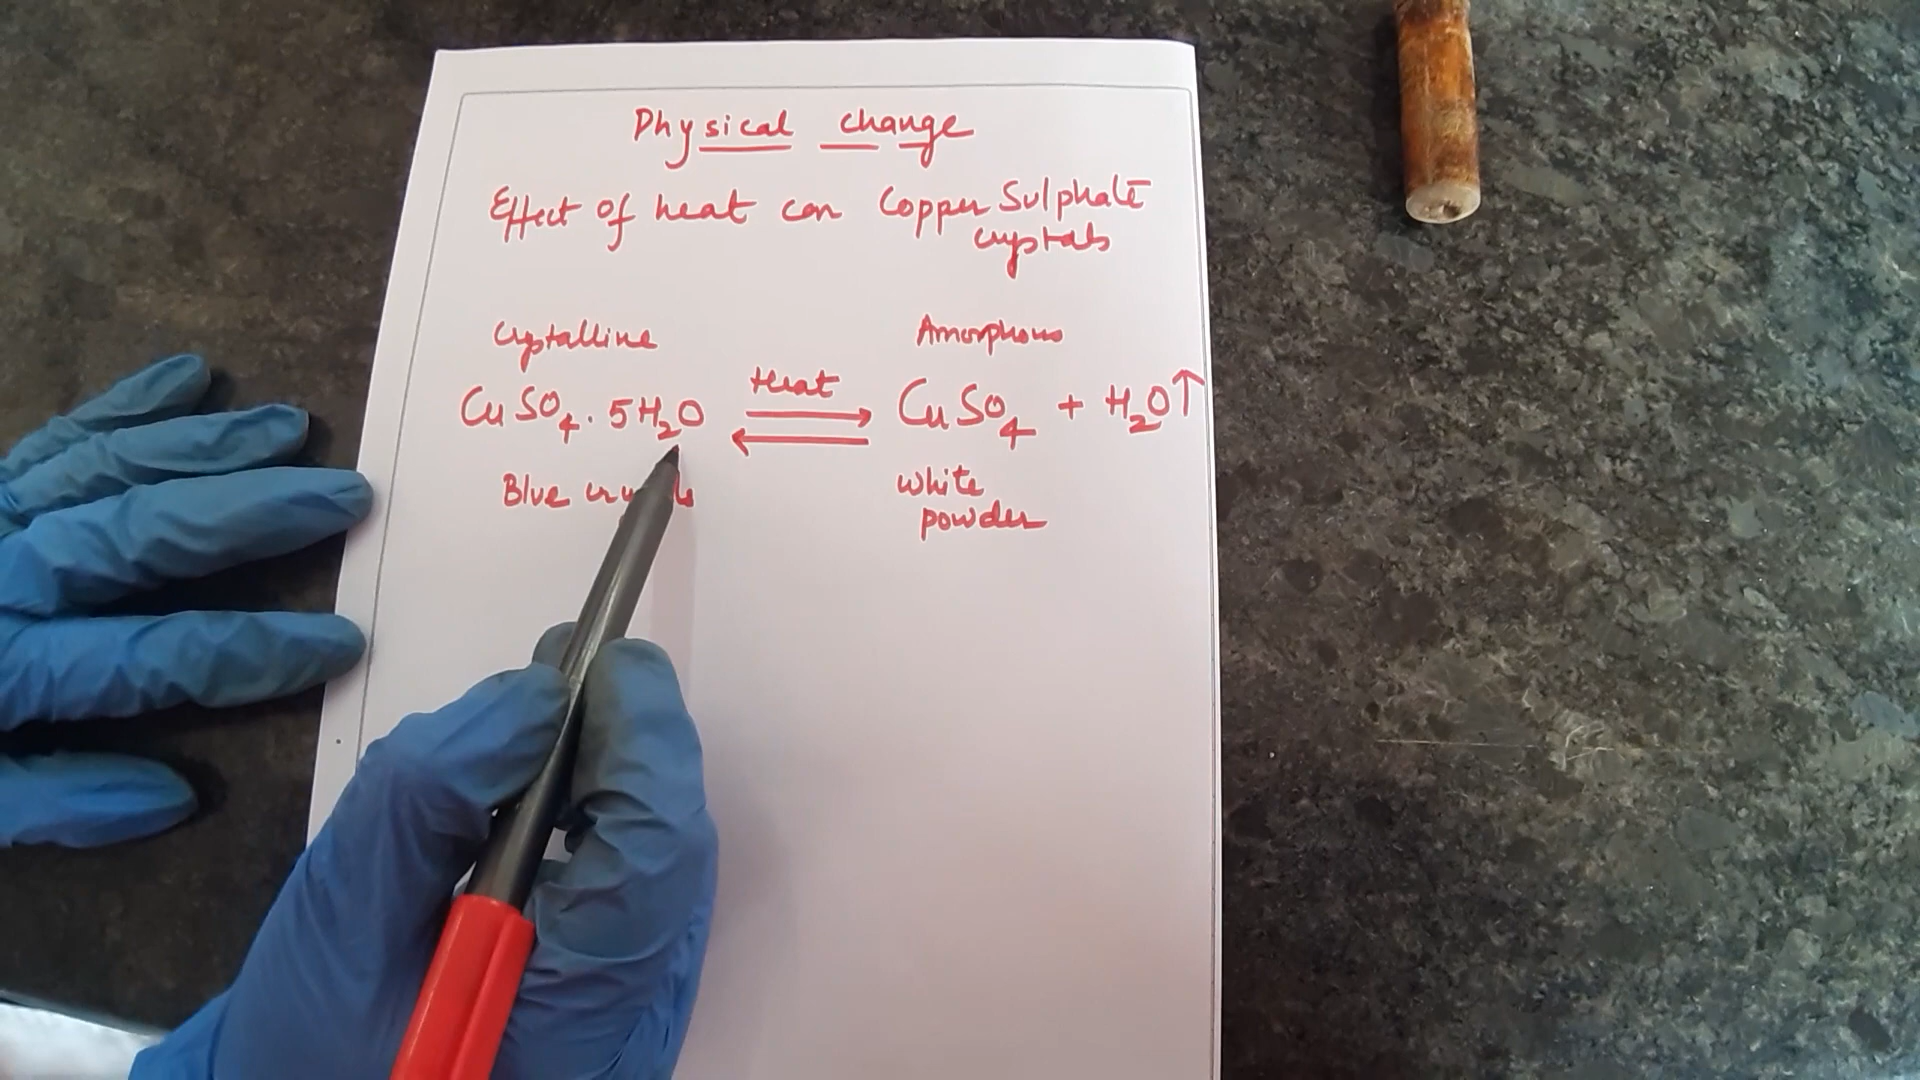 Physical change
Effect of heat on Copper Sulphate
crystals
Crystalline Amorphous
Heat
CuSO₄ . 5H₂O ⇌ CuSO₄ + H₂O↑
Blue white
powder